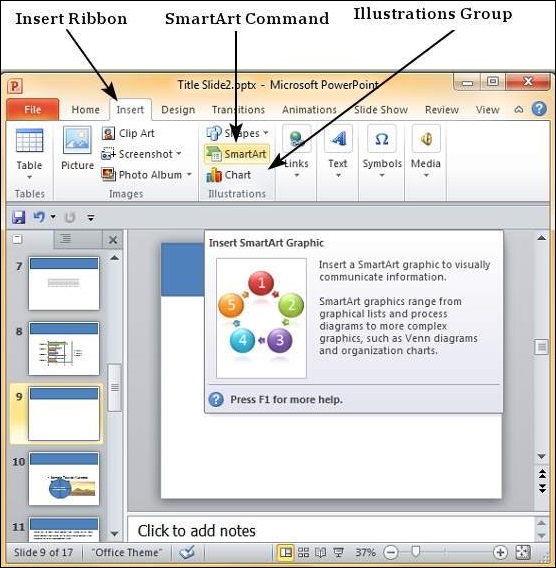 Insert Ribbon
SmartArt Command
Illustrations Group
Title Slide2.pptx - Microsoft PowerPoint
File Home Insert Design Transitions Animations Slide Show Review View
Table
Tables
Picture
Clip Art
Screenshot
Photo Album
Images
Shapes
SmartArt
Chart
Illustrations
Links
Text
Symbols
Media
7
8
9
10
11
Insert SmartArt Graphic
1
2
3
4
5
Insert a SmartArt graphic to visually
communicate information.
SmartArt graphics range from
graphical lists and process
diagrams to more complex
graphics, such as Venn diagrams
and organization charts.
Press F1 for more help.
Click to add notes
Slide 9 of 17 "Office Theme" 37%